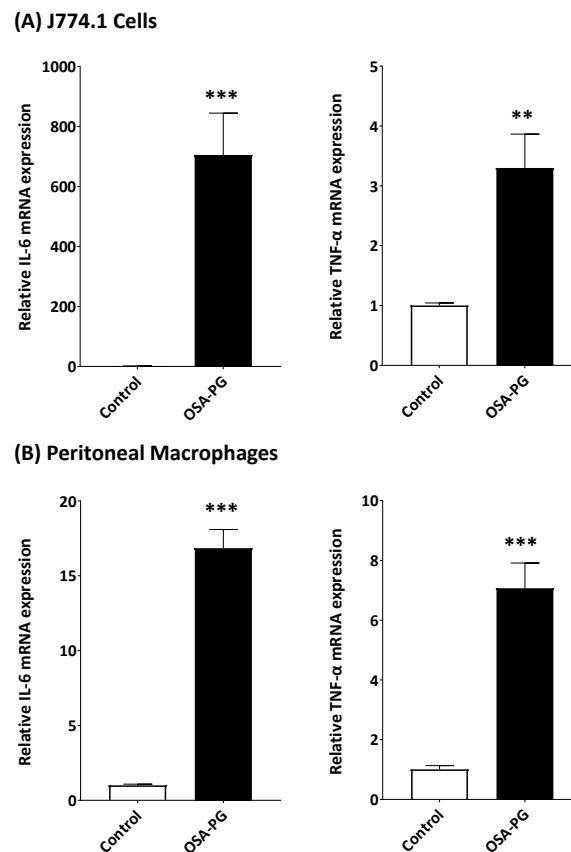 (A) J774.1 Cells
Relative IL-6 mRNA expression
1000
800
600
400
200
0
***
Control
OSA-PG
Relative TNF-α mRNA expression
5
4
3
2
1
0
**
Control
OSA-PG
(B) Peritoneal Macrophages
Relative IL-6 mRNA expression
20
15
10
5
0
***
Control
OSA-PG
Relative TNF-α mRNA expression
10
8
6
4
2
0
***
Control
OSA-PG